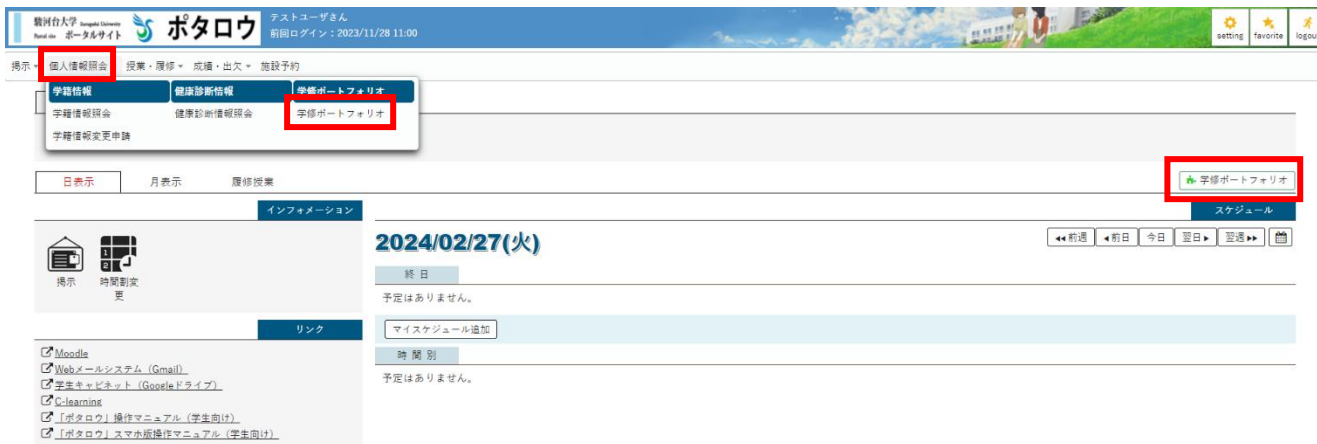 駿河台大学 Surugadai University
Portal site ポータルサイト
ポタロウ
テストユーザさん
前回ログイン：2023/11/28 11:00
setting favorite logou
掲示 個人情報照会 授業・履修 成績・出欠 施設予約
学籍情報 健康診断情報 学修ポートフォリオ
学籍情報照会 健康診断情報照会 学修ポートフォリオ
学籍情報変更申請
日表示 月表示 履修授業 学修ポートフォリオ
インフォメーション スケジュール
2024/02/27(火) 前週 前日 今日 翌日 翌週
掲示 時間割変
更
終日
予定はありません。
リンク マイスケジュール追加
時間別
予定はありません。
Moodle
Webメールシステム（Gmail）
学生キャビネット（Googleドライブ）
C-learning
「ポタロウ」操作マニュアル（学生向け）
「ポタロウ」スマホ版操作マニュアル（学生向け）